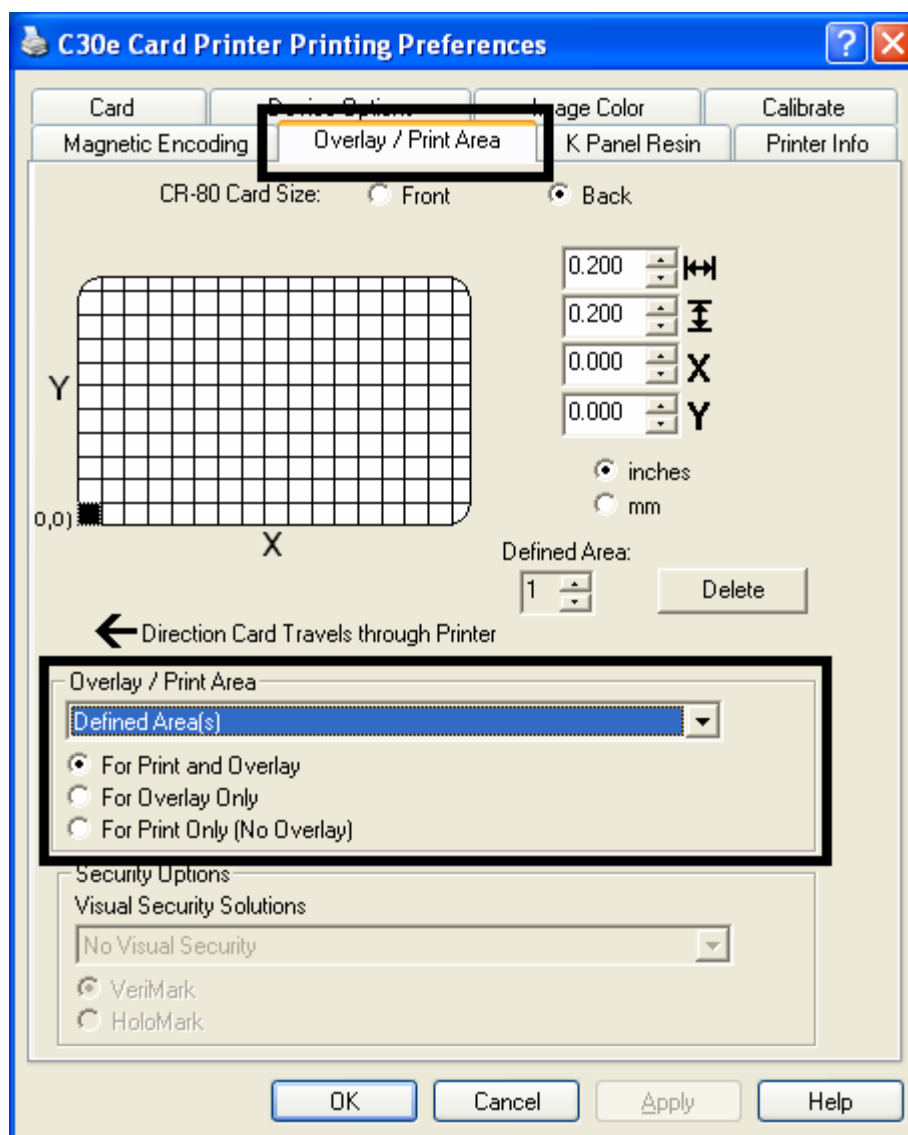 C30e Card Printer Printing Preferences
Card Device Options Image Color Calibrate
Magnetic Encoding Overlay / Print Area K Panel Resin Printer Info
CR-80 Card Size: Front Back
0.200
0.200
0.000 X
0.000 Y
Y
inches
mm
0,0)
X
Defined Area:
1 Delete
Direction Card Travels through Printer
Overlay / Print Area
Defined Area(s)
For Print and Overlay
For Overlay Only
For Print Only (No Overlay)
Security Options
Visual Security Solutions
No Visual Security
VeriMark
HoloMark
OK Cancel Apply Help